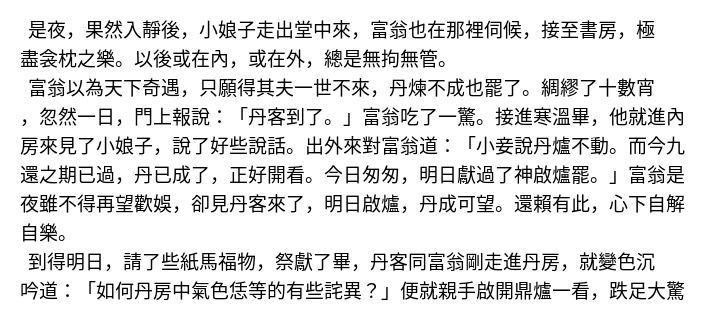 是夜，果然入靜後，小娘子走出堂中來，富翁也在那裡伺候，接至書房，極
盡衾枕之樂。以後或在內，或在外，總是無拘無管。
富翁以為天下奇遇，只願得其夫一世不來，丹煉不成也罷了。綢繆了十數宵
，忽然一日，門上報說：「丹客到了。」富翁吃了一驚。接進寒溫畢，他就進內
房來見了小娘子，說了好些說話。出外來對富翁道：「小妾說丹爐不動。而今九
還之期已過，丹已成了，正好開看。今日匆匆，明日獻過了神啟爐罷。」富翁是
夜雖不得再望歡娛，卻見丹客來了，明日啟爐，丹成可望。還賴有此，心下自解
自樂。
到得明日，請了些紙馬福物，祭獻了畢，丹客同富翁剛走進丹房，就變色沉
吟道：「如何丹房中氣色恁等的有些詫異？」便就親手啟開鼎爐一看，跌足大驚